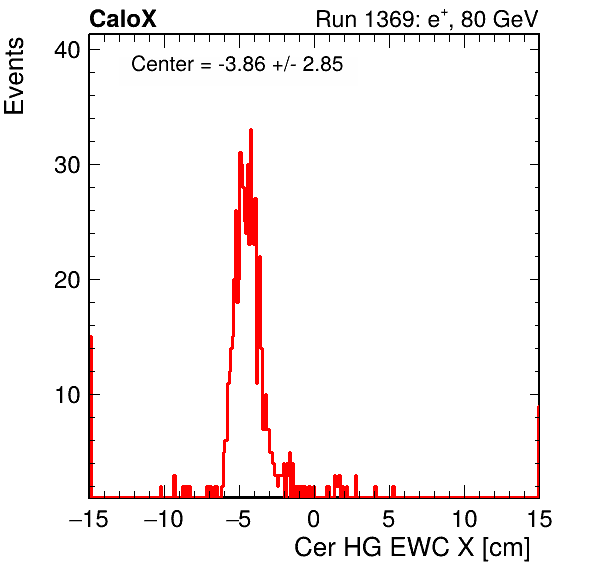 CaloX
Run 1369: e+, 80 GeV
Events
Center = -3.86 +/- 2.85
40
30
20
10
−15 −10 −5 0 5 10 15
Cer HG EWC X [cm]